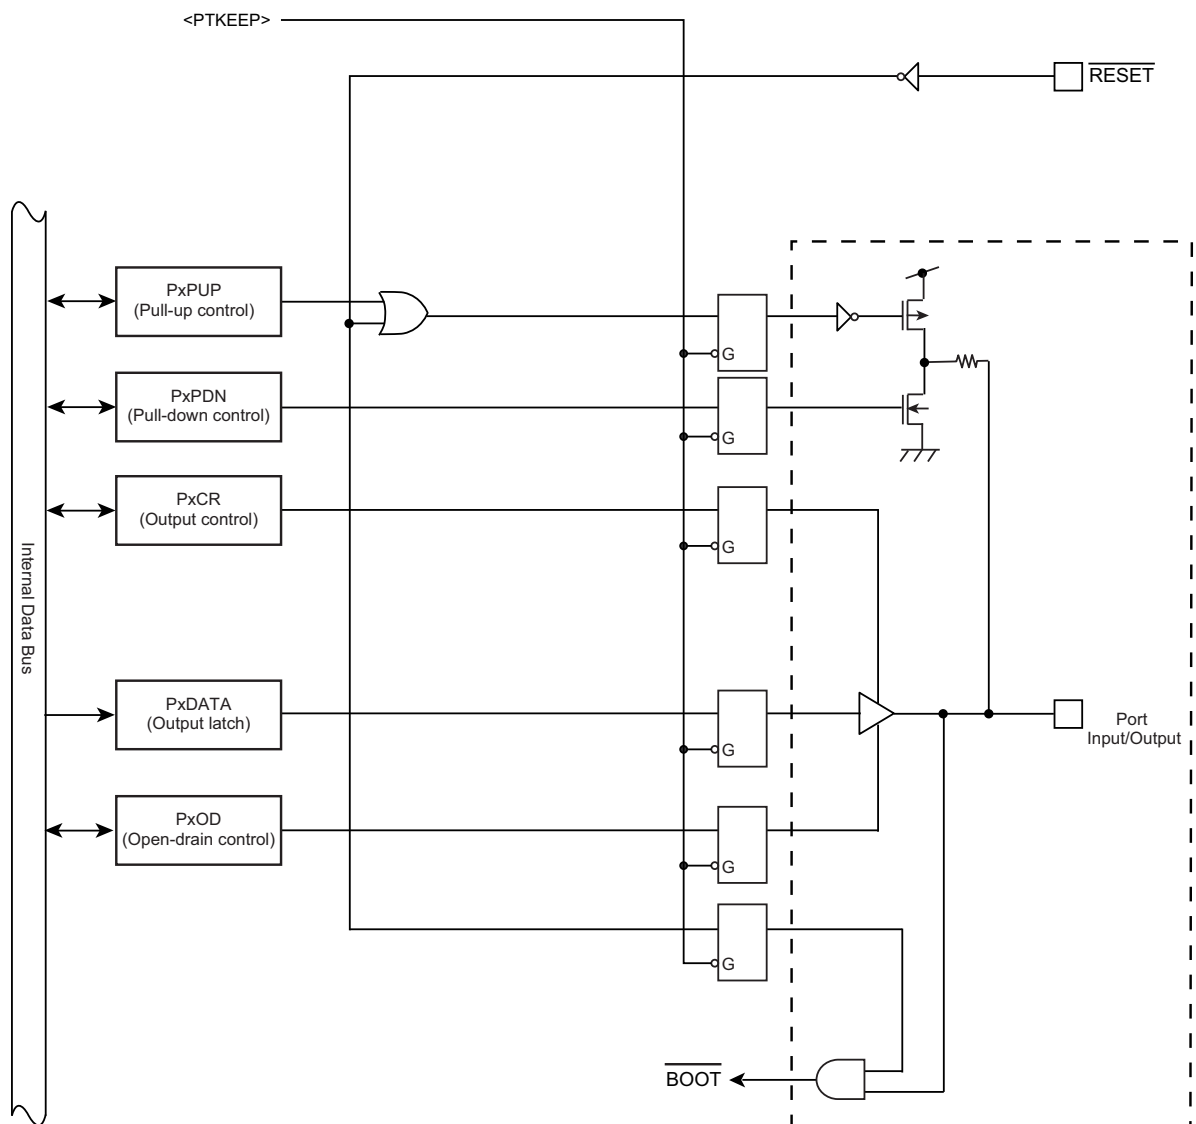 <PTKEEP>
RESET
PxPUP
(Pull-up control)
G
PxPDN
(Pull-down control)
G
PxCR
(Output control)
G
Internal Data Bus
PxDATA
(Output latch)
G
Port
Input/Output
PxOD
(Open-drain control)
G
G
BOOT